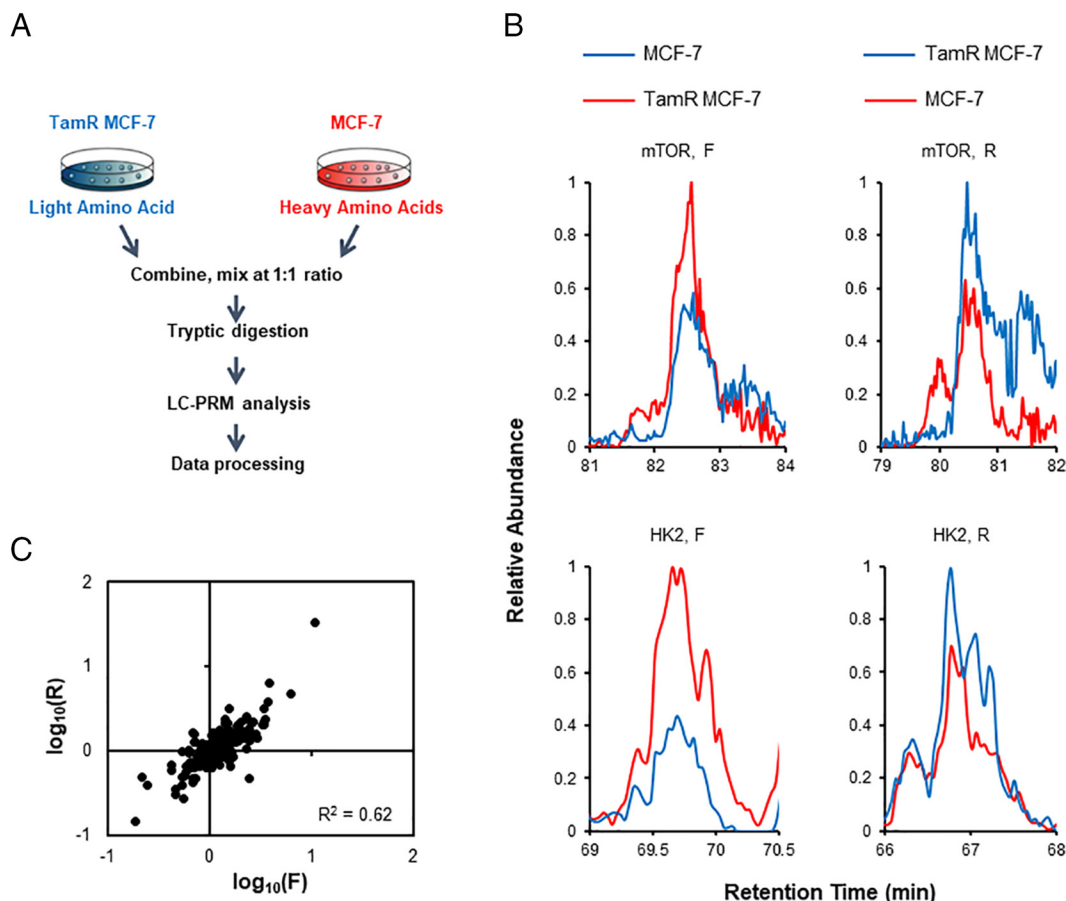 A
TamR MCF-7
MCF-7
Light Amino Acid
Heavy Amino Acids
Combine, mix at 1:1 ratio
Tryptic digestion
LC-PRM analysis
Data processing
B
MCF-7
TamR MCF-7
TamR MCF-7
MCF-7
Relative Abundance
mTOR, F
1
0.8
0.6
0.4
0.2
0
81
82
83
84
mTOR, R
1
0.8
0.6
0.4
0.2
0
79
80
81
82
HK2, F
1
0.8
0.6
0.4
0.2
0
69
69.5
70
70.5
HK2, R
1
0.8
0.6
0.4
0.2
0
66
67
68
Retention Time (min)
C
log10(R)
2
1
0
-1
R² = 0.62
-1
0
1
2
log10(F)